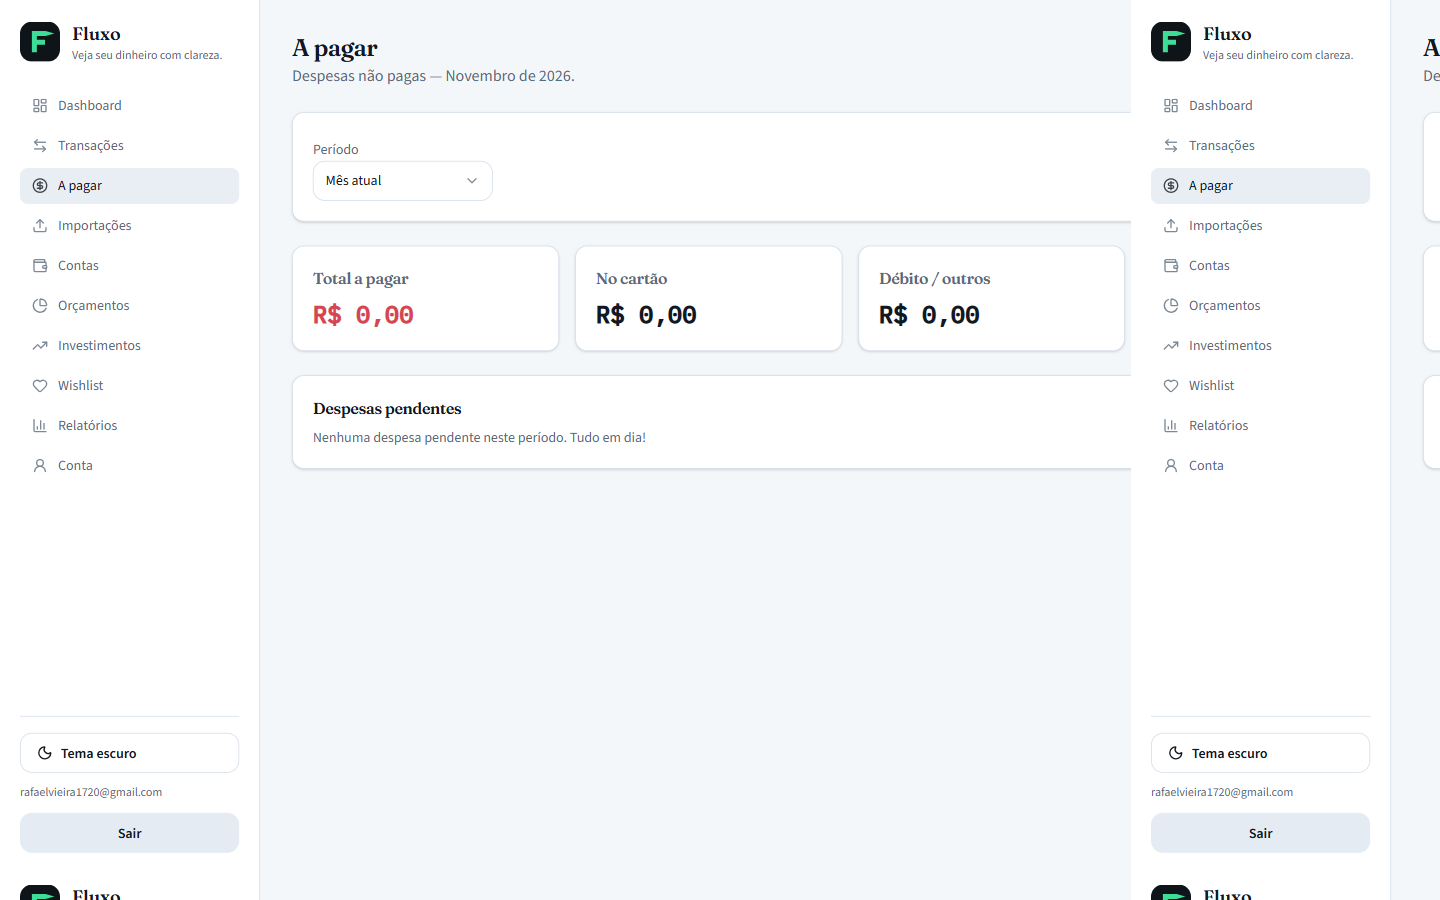 Fluxo
Veja seu dinheiro com clareza.
Dashboard
Transações
A pagar
Importações
Contas
Orçamentos
Investimentos
Wishlist
Relatórios
Conta
Tema escuro
rafaelvieira1720@gmail.com
Sair
Fluxo
A pagar
Despesas não pagas — Novembro de 2026.
Período
Mês atual
Total a pagar
R$ 0,00
No cartão
R$ 0,00
Débito / outros
R$ 0,00
Despesas pendentes
Nenhuma despesa pendente neste período. Tudo em dia!
Fluxo
Veja seu dinheiro com clareza.
Dashboard
Transações
A pagar
Importações
Contas
Orçamentos
Investimentos
Wishlist
Relatórios
Conta
Tema escuro
rafaelvieira1720@gmail.com
Sair
Fluxo
A
De